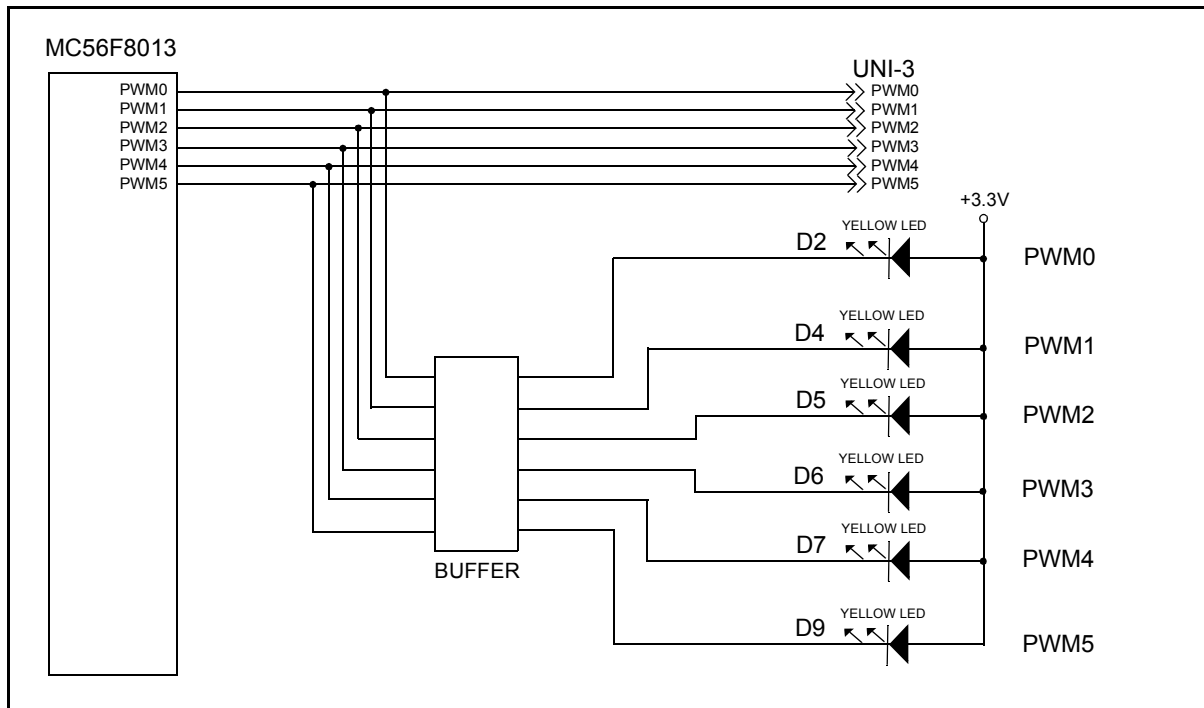 MC56F8013
PWM0
PWM1
PWM2
PWM3
PWM4
PWM5
UNI-3
PWM0
PWM1
PWM2
PWM3
PWM4
PWM5
+3.3V
YELLOW LED
D2
PWM0
YELLOW LED
D4
PWM1
YELLOW LED
D5
PWM2
YELLOW LED
D6
PWM3
YELLOW LED
D7
PWM4
BUFFER
YELLOW LED
D9
PWM5